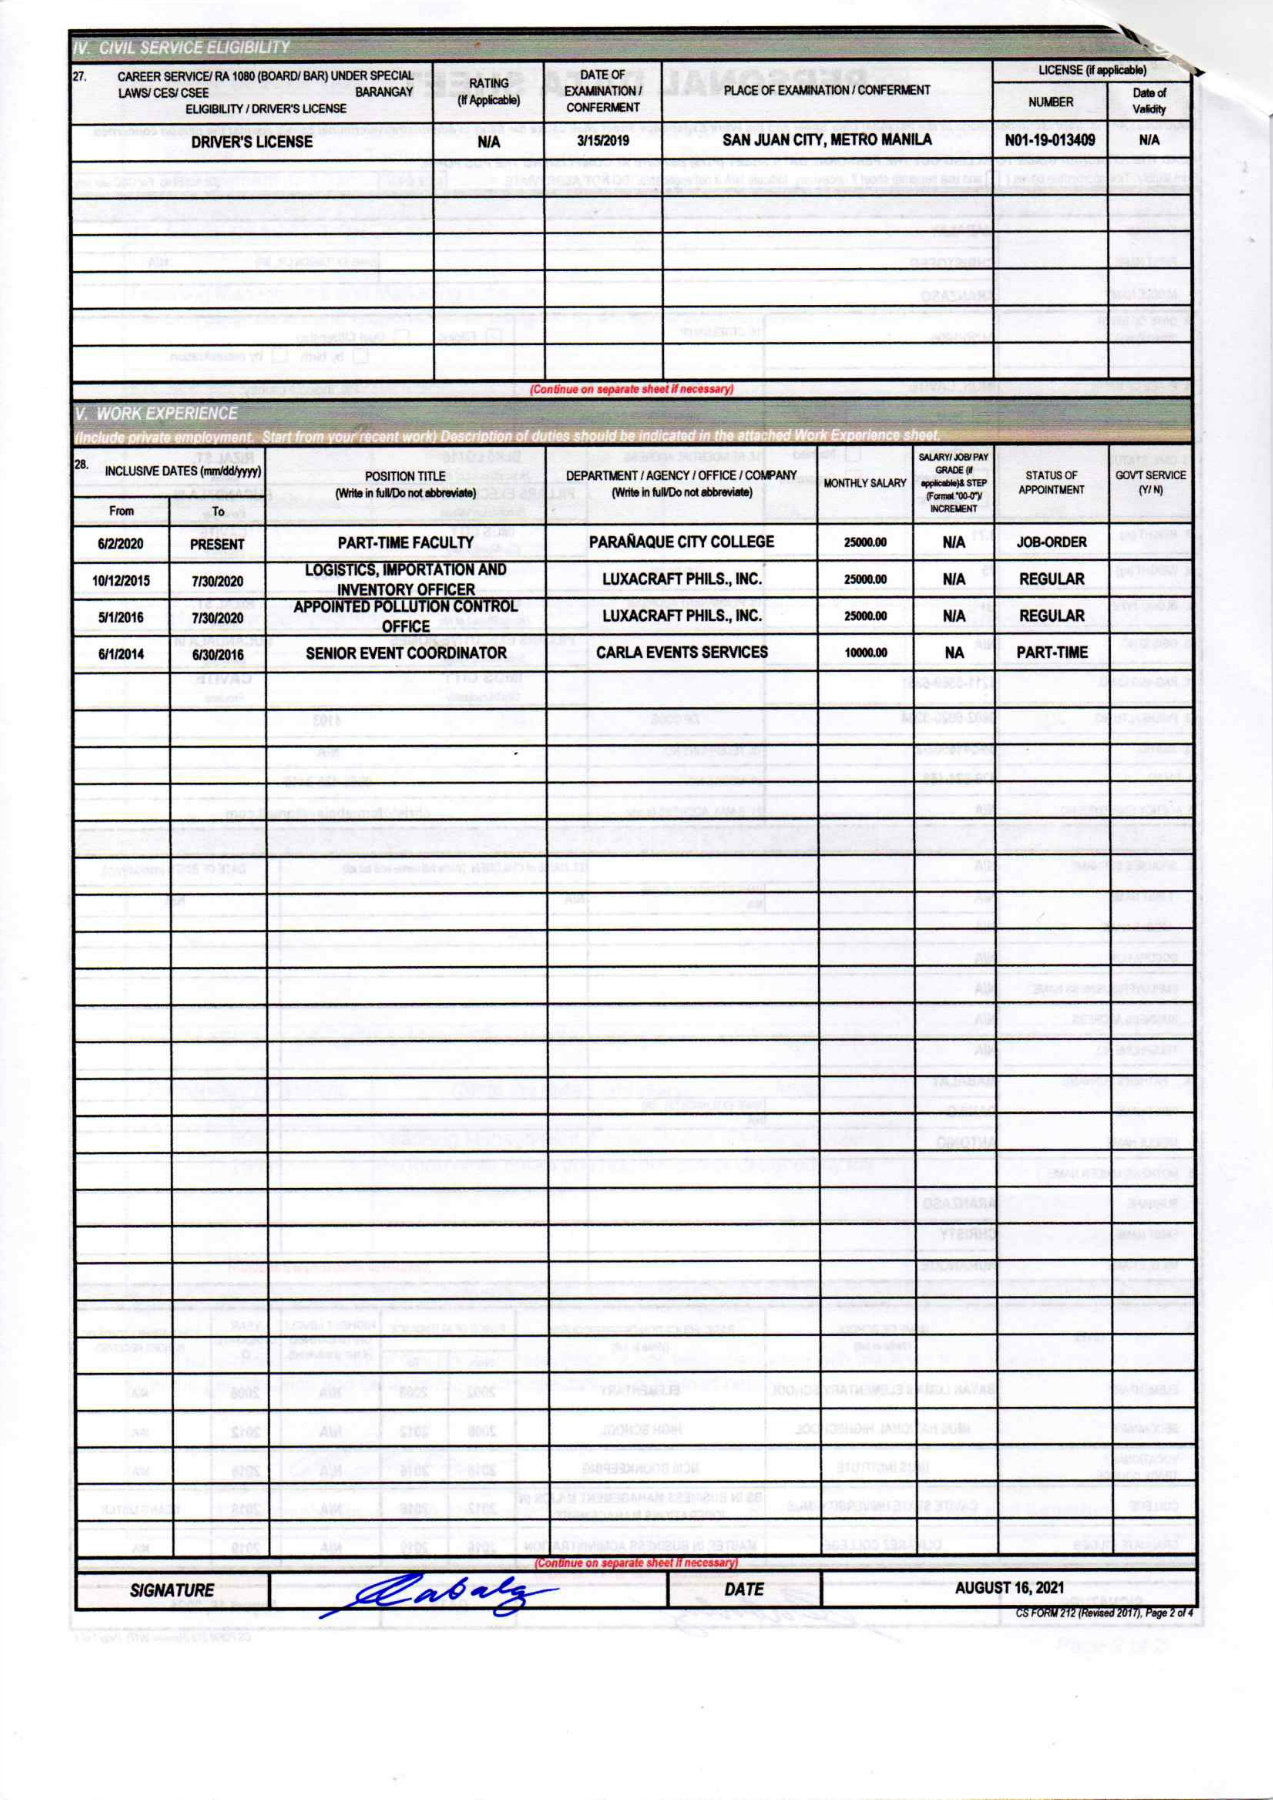 IV. CIVIL SERVICE ELIGIBILITY
27. CAREER SERVICE/ RA 1080 (BOARD/ BAR) UNDER SPECIAL LAWS/ CES/ CSEE BARANGAY ELIGIBILITY / DRIVER'S LICENSE
RATING (If Applicable)
DATE OF EXAMINATION / CONFERMENT
PLACE OF EXAMINATION / CONFERMENT
LICENSE (if applicable)
NUMBER
Date of Validity
DRIVER'S LICENSE N/A 3/15/2019 SAN JUAN CITY, METRO MANILA N01-19-013409 N/A
(Continue on separate sheet if necessary)
V. WORK EXPERIENCE
(Include private employment. Start from your recent work) Description of duties should be indicated in the attached Work Experience sheet.
28. INCLUSIVE DATES (mm/dd/yyyy)
From To
POSITION TITLE
(Write in full/Do not abbreviate)
DEPARTMENT / AGENCY / OFFICE / COMPANY
(Write in full/Do not abbreviate)
MONTHLY SALARY
SALARY/ JOB/ PAY GRADE (if applicable)& STEP (Format "00-0")/ INCREMENT
STATUS OF APPOINTMENT
GOV'T SERVICE (Y/ N)
6/2/2020 PRESENT PART-TIME FACULTY PARAÑAQUE CITY COLLEGE 25000.00 N/A JOB-ORDER
10/12/2015 7/30/2020 LOGISTICS, IMPORTATION AND INVENTORY OFFICER LUXACRAFT PHILS., INC. 25000.00 N/A REGULAR
5/1/2016 7/30/2020 APPOINTED POLLUTION CONTROL OFFICE LUXACRAFT PHILS., INC. 25000.00 N/A REGULAR
6/1/2014 6/30/2016 SENIOR EVENT COORDINATOR CARLA EVENTS SERVICES 10000.00 NA PART-TIME
(Continue on separate sheet if necessary)
SIGNATURE DATE AUGUST 16, 2021
CS FORM 212 (Revised 2017), Page 2 of 4